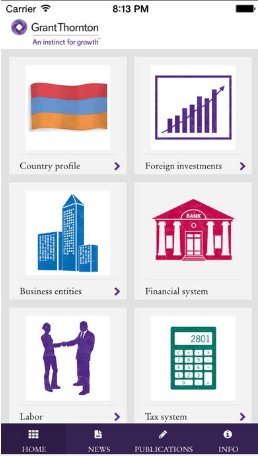 Carrier 8:13 PM
GrantThornton
An instinct for growth™
Country profile
Foreign investments
Business entities
BANK
Financial system
Labor
2801
Tax system
HOME NEWS PUBLICATIONS INFO